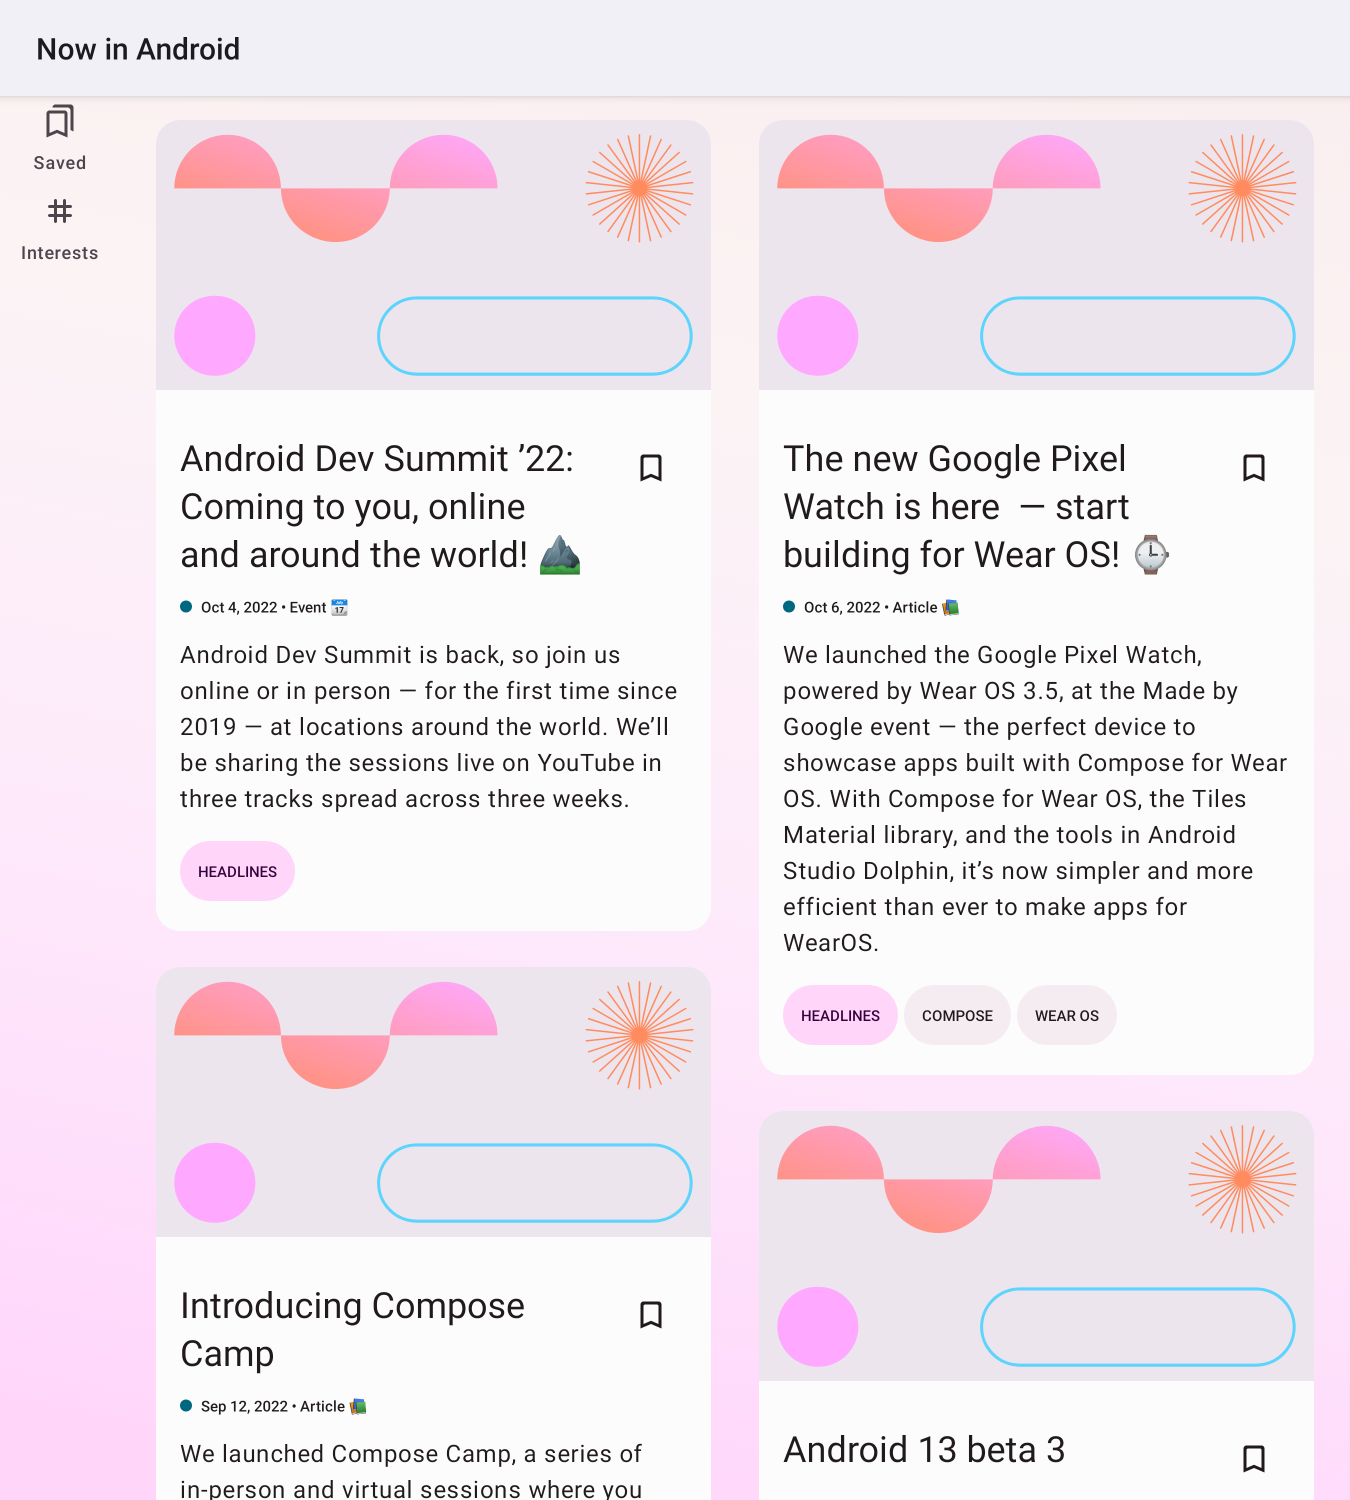 Now in Android
Saved
Interests
Android Dev Summit ’22:
Coming to you, online
and around the world! ⛰️
Oct 4, 2022 • Event 📆
Android Dev Summit is back, so join us
online or in person — for the first time since
2019 — at locations around the world. We’ll
be sharing the sessions live on YouTube in
three tracks spread across three weeks.
HEADLINES
The new Google Pixel
Watch is here  — start
building for Wear OS! ⌚
Oct 6, 2022 • Article 📚
We launched the Google Pixel Watch,
powered by Wear OS 3.5, at the Made by
Google event — the perfect device to
showcase apps built with Compose for Wear
OS. With Compose for Wear OS, the Tiles
Material library, and the tools in Android
Studio Dolphin, it’s now simpler and more
efficient than ever to make apps for
WearOS.
HEADLINES COMPOSE WEAR OS
Introducing Compose
Camp
Sep 12, 2022 • Article 📚
We launched Compose Camp, a series of
in-person and virtual sessions where you
Android 13 beta 3